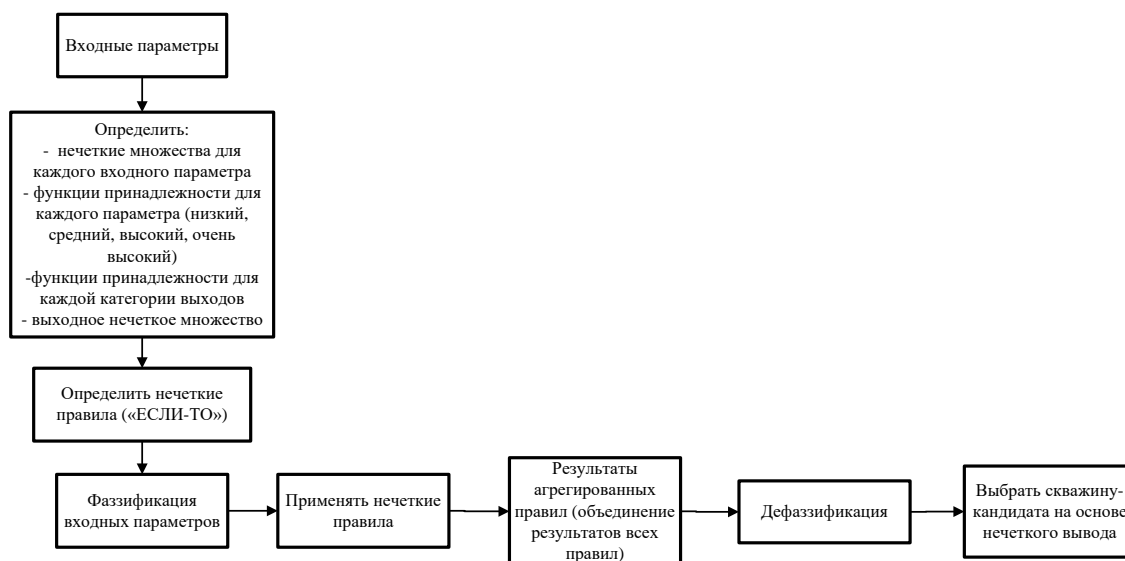 Входные параметры
Определить:
- нечеткие множества для
каждого входного параметра
- функции принадлежности для
каждого параметра (низкий,
средний, высокий, очень
высокий)
-функции принадлежности для
каждой категории выходов
- выходное нечеткое множество
Определить нечеткие
правила («ЕСЛИ-ТО»)
Фаззификация
входных параметров
Применять нечеткие
правила
Результаты
агрегированных
правил (объединение
результатов всех
правил)
Дефаззификация
Выбрать скважину-
кандидата на основе
нечеткого вывода